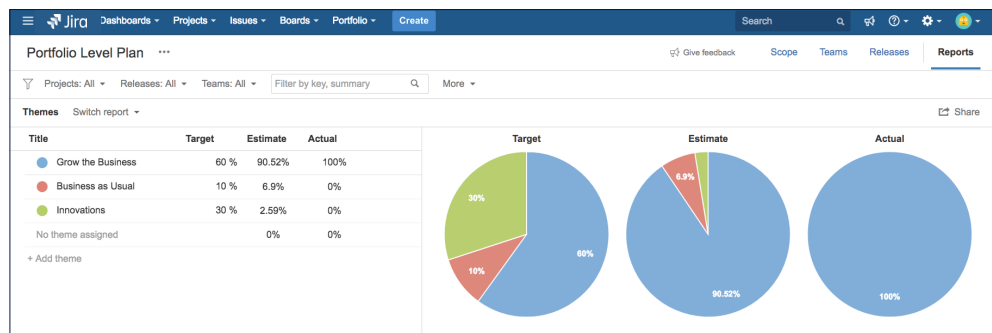 Jira Dashboards Projects Issues Boards Portfolio Create Search
Portfolio Level Plan ••• Give feedback Scope Teams Releases Reports
Projects: All Releases: All Teams: All Filter by key, summary More
Themes Switch report Share
Title Target Estimate Actual
Grow the Business 60 % 90.52% 100%
Business as Usual 10 % 6.9% 0%
Innovations 30 % 2.59% 0%
No theme assigned 0% 0%
+ Add theme
Target Estimate Actual
30% 10% 60%
6.9% 90.52%
100%